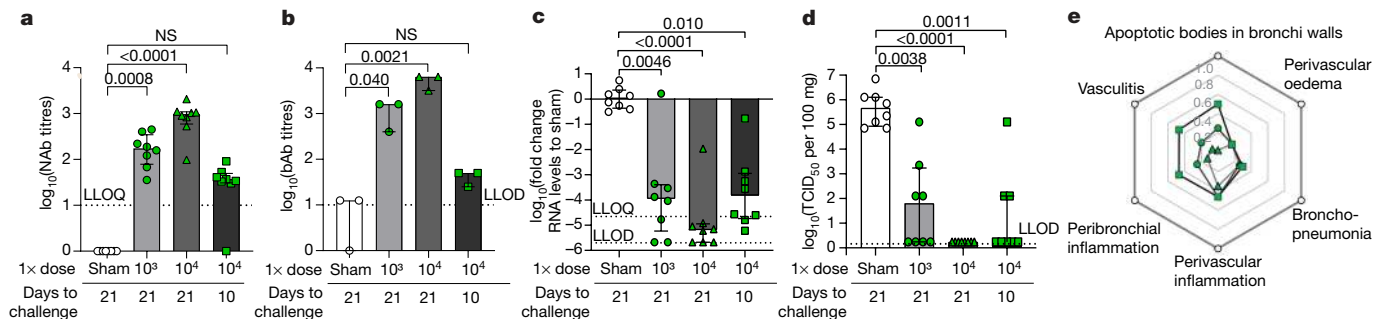 a
NS
<0.0001
0.0008
log₁₀(NAb titres)
4
3
2
1
0
LLOQ
1× dose Sham 10³ 10⁴ 10⁴
Days to challenge 21 21 21 10
b
NS
0.0021
0.040
log₁₀(bAb titres)
4
3
2
1
0
LLOD
1× dose Sham 10³ 10⁴ 10⁴
Days to challenge 21 21 21 10
c
0.010
<0.0001
0.0046
log₁₀(fold change
RNA levels to sham)
1
0
−1
−2
−3
−4
−5
−6
LLOQ
LLOD
1× dose Sham 10³ 10⁴ 10⁴
Days to challenge 21 21 21 10
d
0.0011
<0.0001
0.0038
log₁₀(TCID₅₀ per 100 mg)
7
6
5
4
3
2
1
0
LLOD
1× dose Sham 10³ 10⁴ 10⁴
Days to challenge 21 21 21 10
e
Apoptotic bodies in bronchi walls
Perivascular
oedema
Vasculitis
1.0
0.8
0.6
0.4
0.2
Broncho-
pneumonia
Peribronchial
inflammation
Perivascular
inflammation